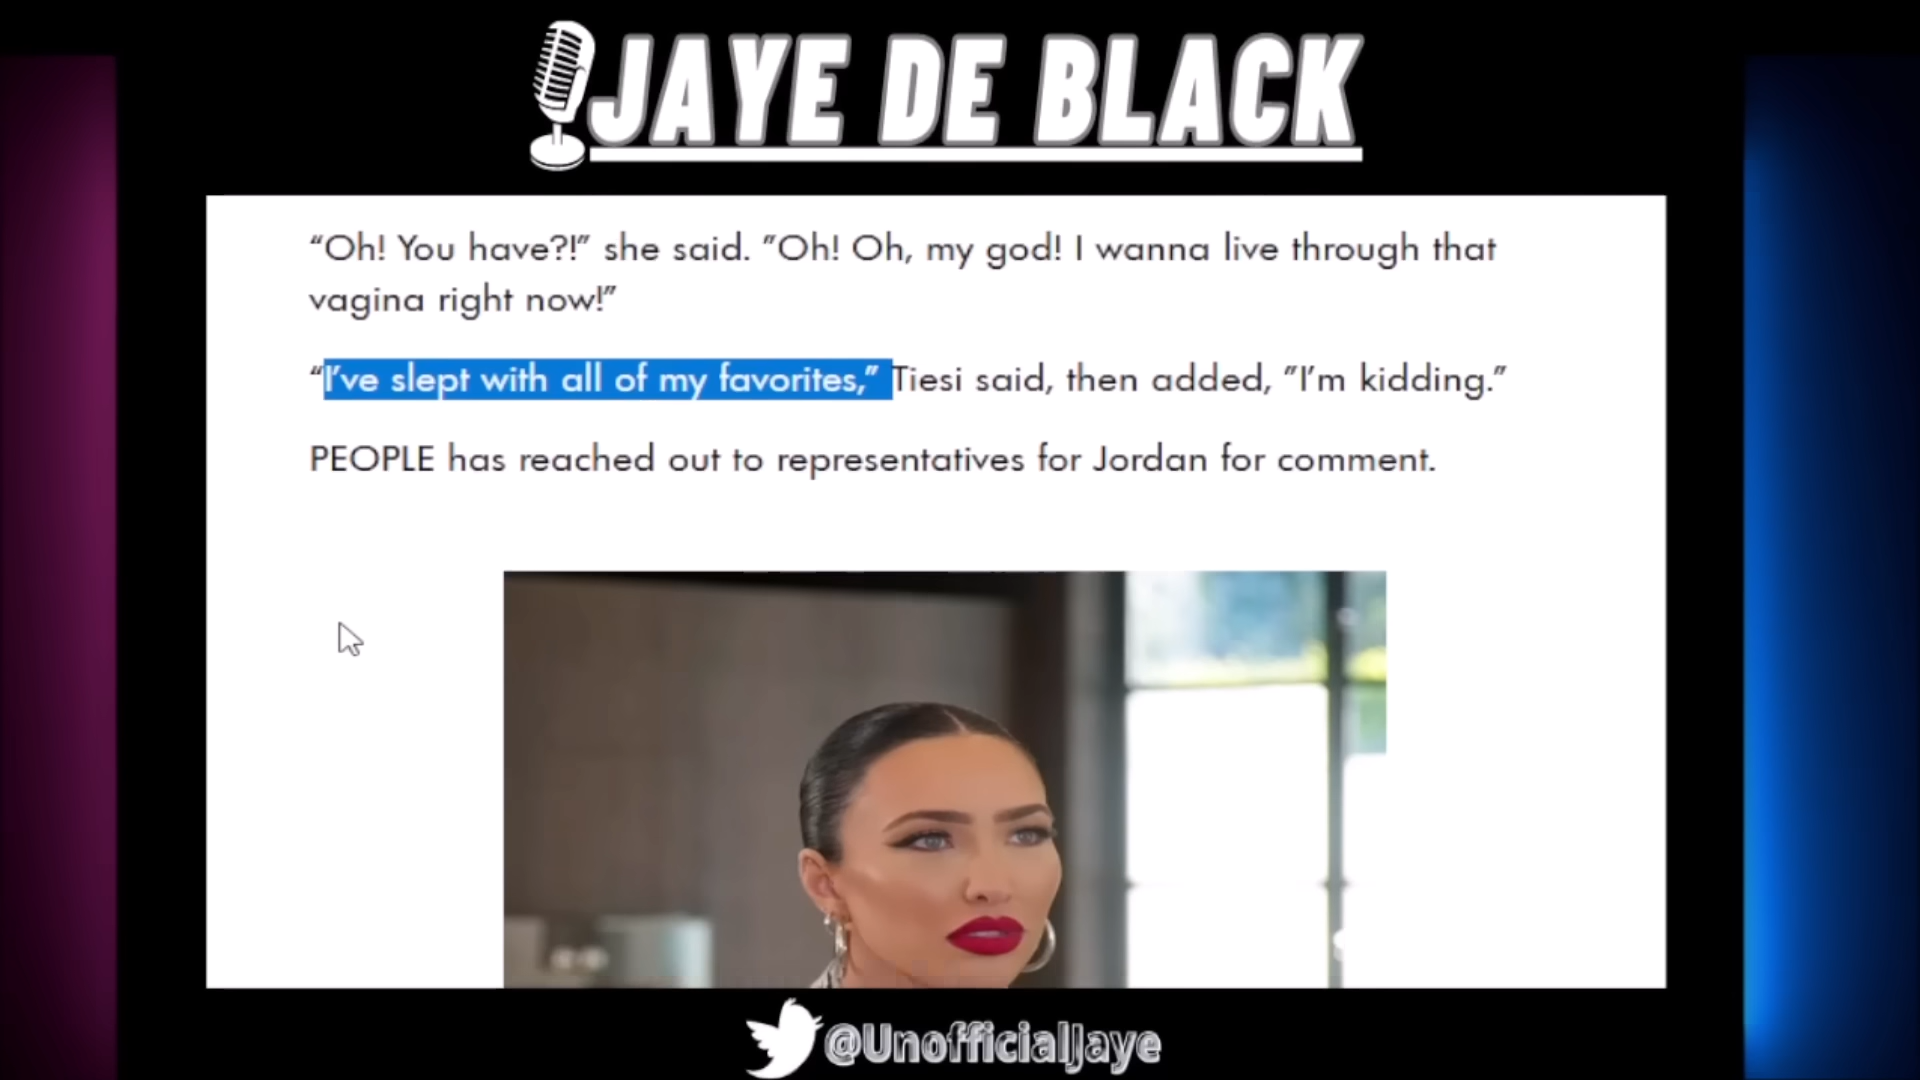 JAYE DE BLACK
“Oh! You have?!” she said. ”Oh! Oh, my god! I wanna live through that
vagina right now!”
“I’ve slept with all of my favorites,” Tiesi said, then added, ”I’m kidding.”
PEOPLE has reached out to representatives for Jordan for comment.
@UnofficialJaye